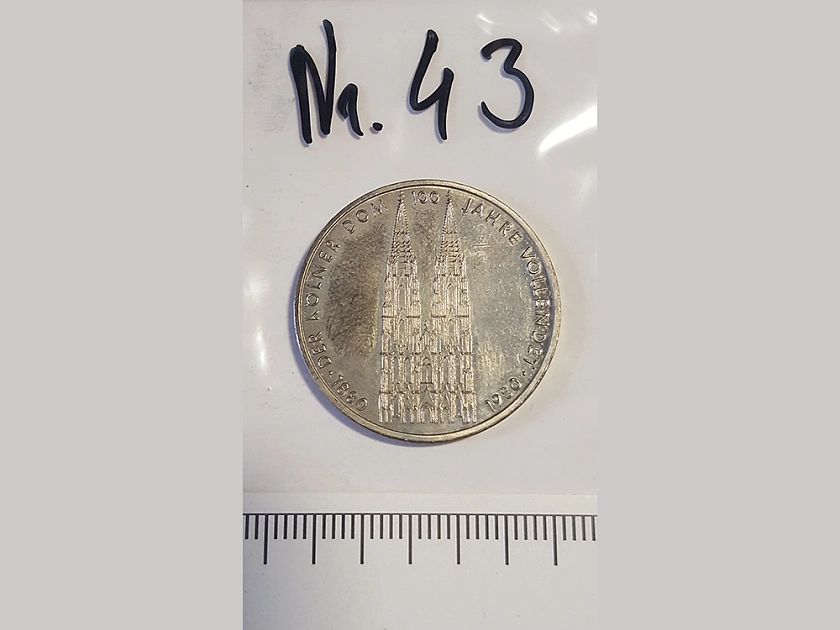 Nr. 43
1880 · DER KÖLNER DOM 100 JAHRE VOLLENDET · 1980